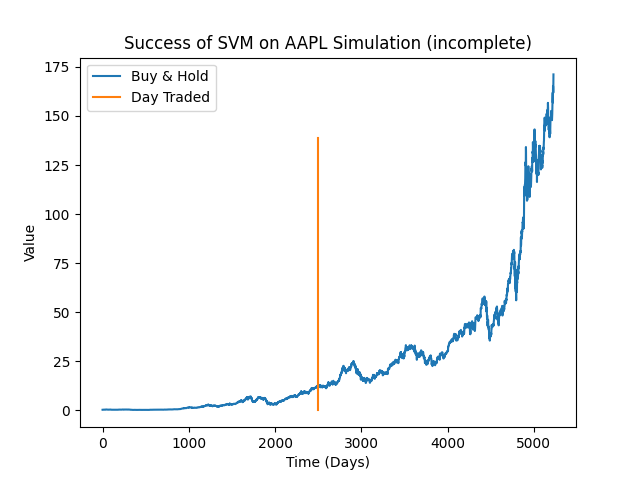 Success of SVM on AAPL Simulation (incomplete)
Buy & Hold
Day Traded
Value
175
150
125
100
75
50
25
0
0 1000 2000 3000 4000 5000
Time (Days)